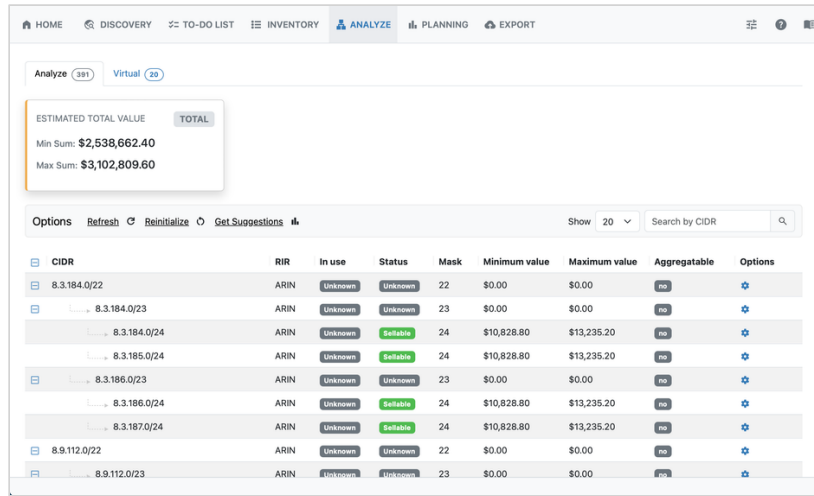 HOME DISCOVERY TO-DO LIST INVENTORY ANALYZE PLANNING EXPORT
Analyze 391 Virtual 20
ESTIMATED TOTAL VALUE TOTAL
Min Sum: $2,538,662.40
Max Sum: $3,102,809.60
Options Refresh Reinitialize Get Suggestions Show 20 Search by CIDR
CIDR RIR In use Status Mask Minimum value Maximum value Aggregatable Options
8.3.184.0/22 ARIN Unknown Unknown 22 $0.00 $0.00 no
8.3.184.0/23 ARIN Unknown Unknown 23 $0.00 $0.00 no
8.3.184.0/24 ARIN Unknown Sellable 24 $10,828.80 $13,235.20 no
8.3.185.0/24 ARIN Unknown Sellable 24 $10,828.80 $13,235.20 no
8.3.186.0/23 ARIN Unknown Unknown 23 $0.00 $0.00 no
8.3.186.0/24 ARIN Unknown Sellable 24 $10,828.80 $13,235.20 no
8.3.187.0/24 ARIN Unknown Sellable 24 $10,828.80 $13,235.20 no
8.9.112.0/22 ARIN Unknown Unknown 22 $0.00 $0.00 no
8.9.112.0/23 ARIN Unknown Unknown 23 $0.00 $0.00 no